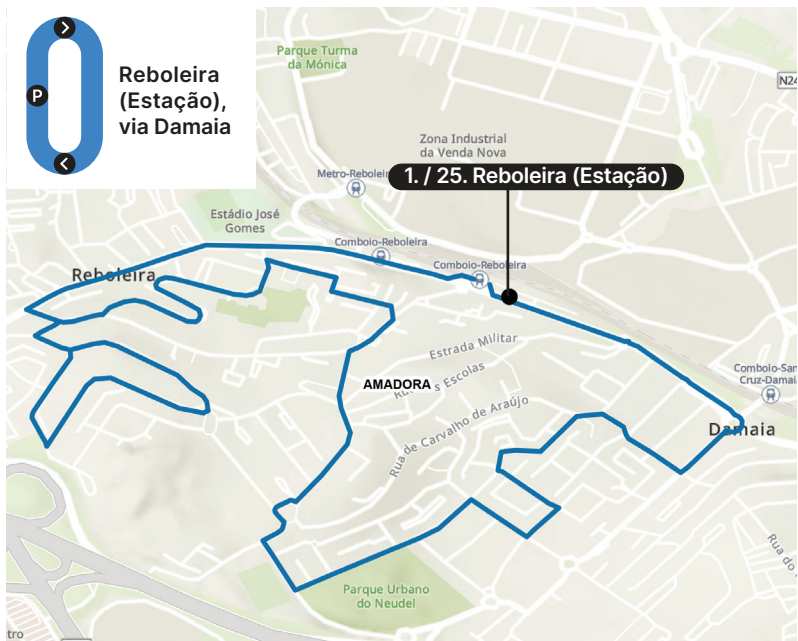 P
Reboleira
(Estação),
via Damaia
Parque Turma
da Mónica
N24
Zona Industrial
da Venda Nova
Metro-Reboleir
1. / 25. Reboleira (Estação)
Estádio José
Gomes
Comboio-Reboleira
Reboleira
Comboio-Reboleira
Estrada Militar
Comboio-San
Cruz-Damaia
AMADORA
Escolas
Rua de Carvalho de Araújo
Damaia
Rua do
Parque Urbano
do Neudel
tro